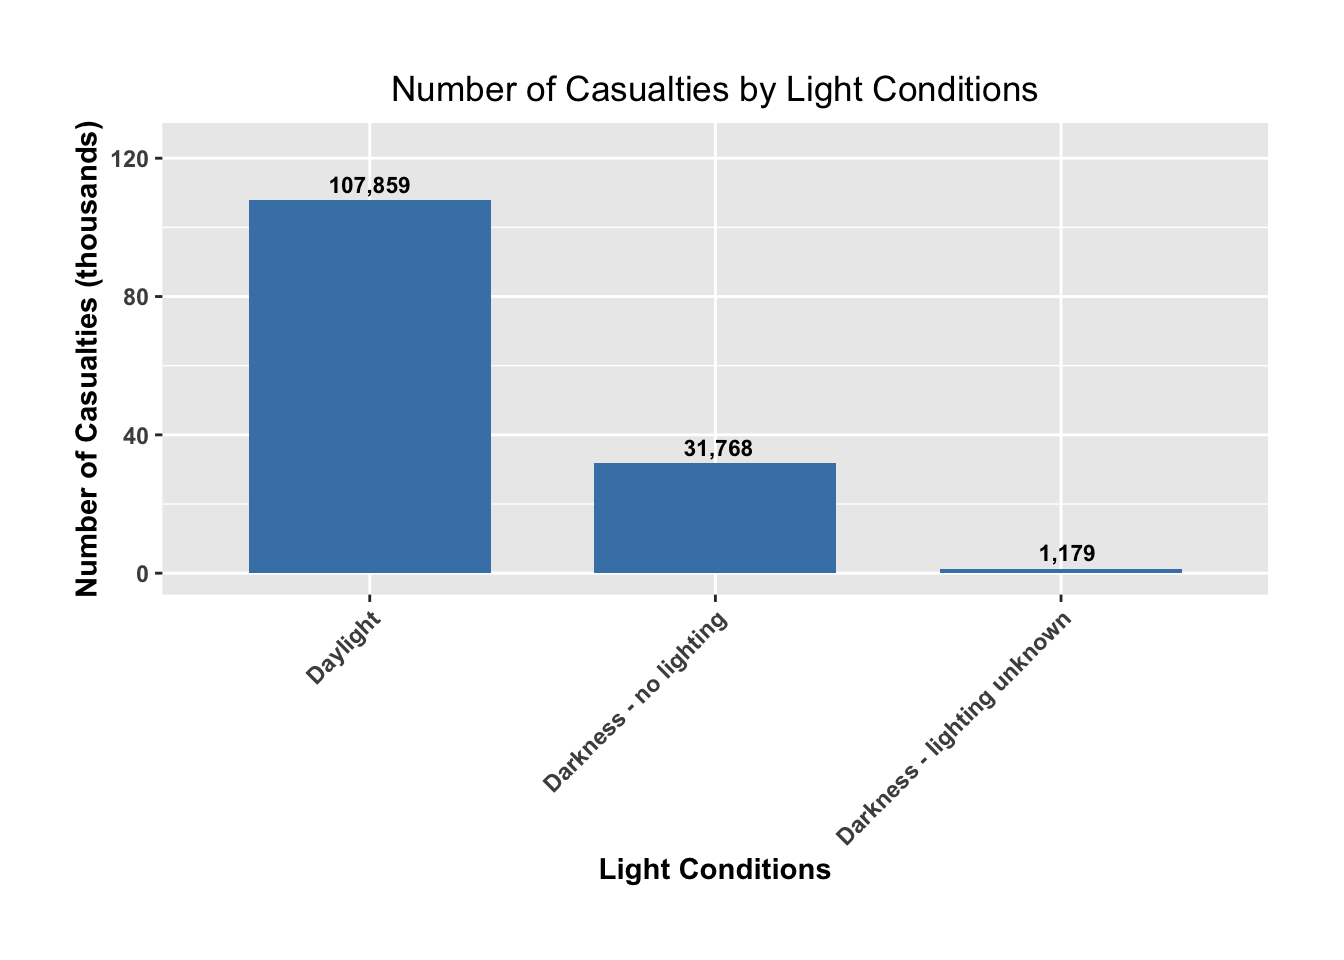 Number of Casualties by Light Conditions
Number of Casualties (thousands)
120
80
40
0
107,859
31,768
1,179
Daylight
Darkness - no lighting
Darkness - lighting unknown
Light Conditions